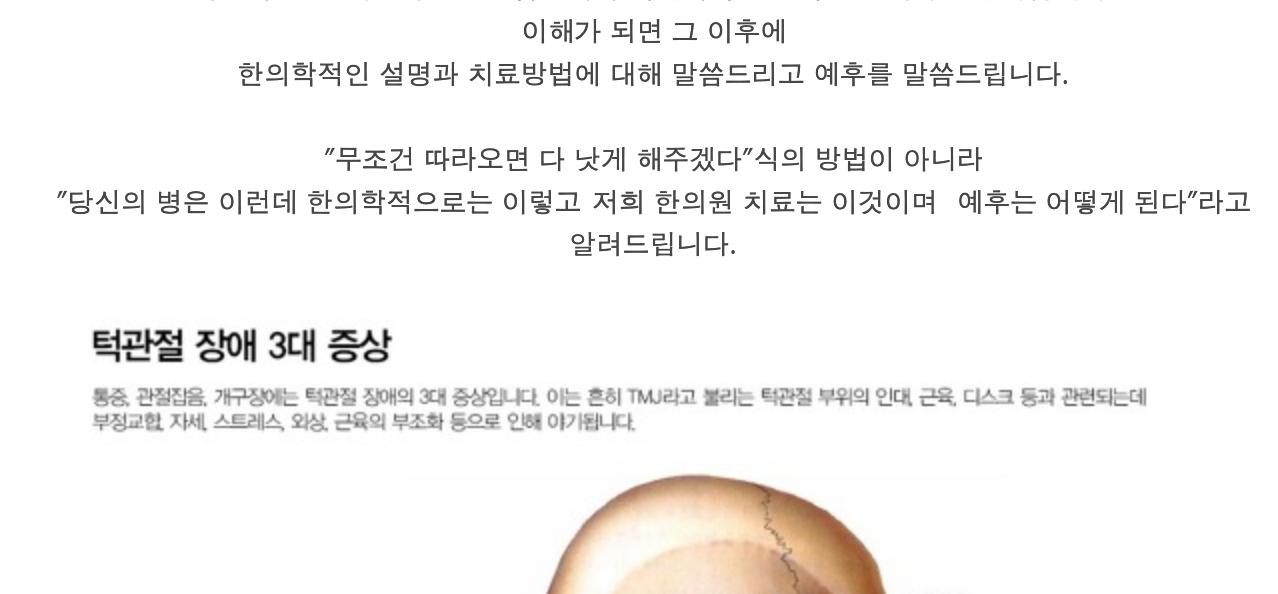 이해가 되면 그 이후에
한의학적인 설명과 치료방법에 대해 말씀드리고 예후를 말씀드립니다.
"무조건 따라오면 다 낫게 해주겠다"식의 방법이 아니라
"당신의 병은 이런데 한의학적으로는 이렇고 저희 한의원 치료는 이것이며 예후는 어떻게 된다"라고
알려드립니다.
턱관절 장애 3대 증상
통증, 관절잡음, 개구장애는 턱관절 장애의 3대 증상입니다. 이는 흔히 TMJ라고 불리는 턱관절 부위의 인대, 근육, 디스크 등과 관련되는데
부정교합, 자세, 스트레스, 외상, 근육의 부조화 등으로 인해 야기됩니다.